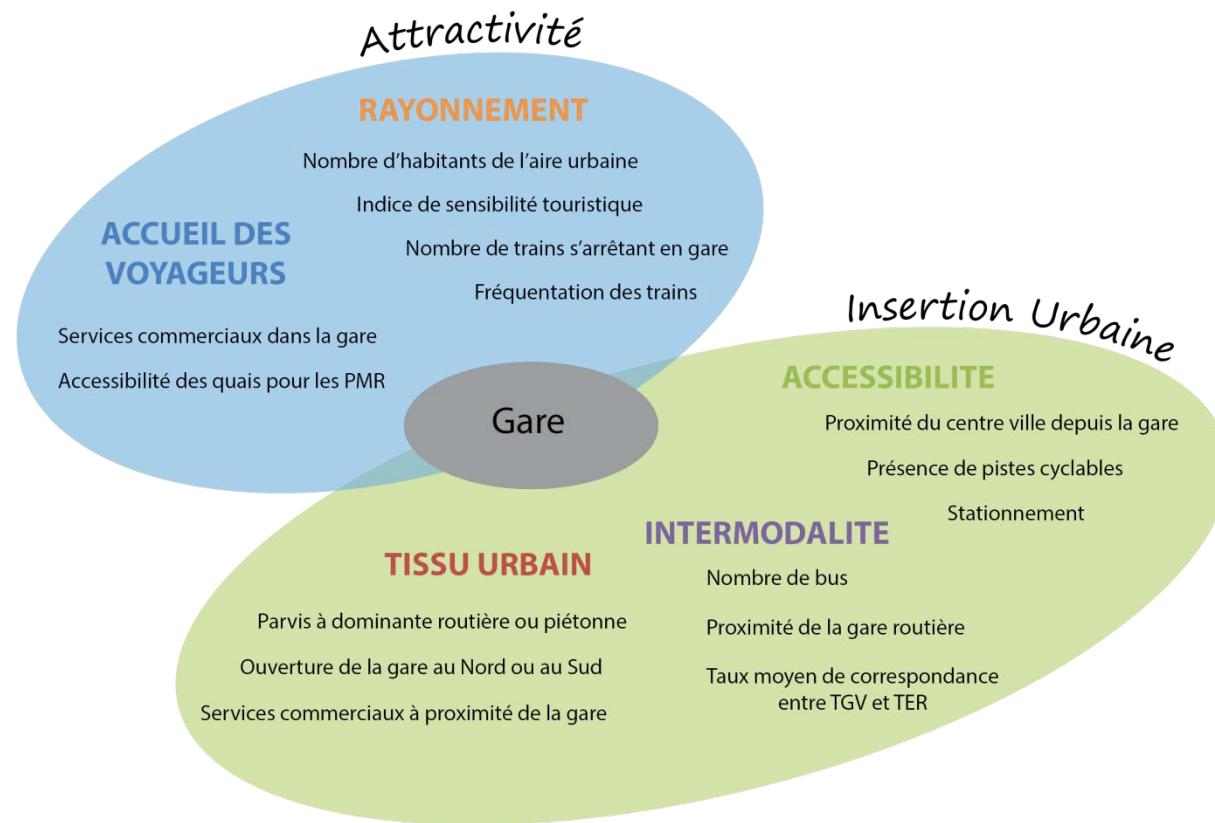 Attractivité
RAYONNEMENT
Nombre d’habitants de l’aire urbaine
Indice de sensibilité touristique
Nombre de trains s’arrêtant en gare
Fréquentation des trains
ACCUEIL DES
VOYAGEURS
Services commerciaux dans la gare
Accessibilité des quais pour les PMR
Gare
Insertion Urbaine
ACCESSIBILITE
Proximité du centre ville depuis la gare
Présence de pistes cyclables
Stationnement
INTERMODALITE
Nombre de bus
Proximité de la gare routière
Taux moyen de correspondance
entre TGV et TER
TISSU URBAIN
Parvis à dominante routière ou piétonne
Ouverture de la gare au Nord ou au Sud
Services commerciaux à proximité de la gare